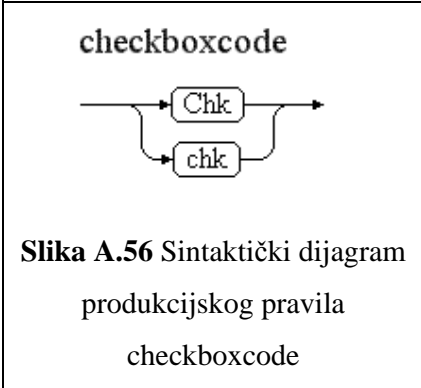 checkboxcode
Chk
chk
Slika A.56 Sintaktički dijagram
produkcijskog pravila
checkboxcode